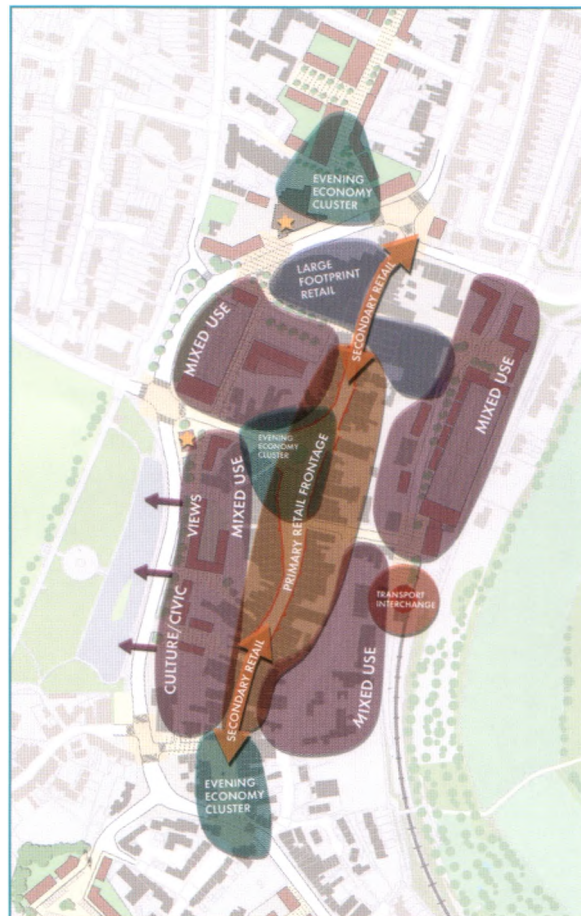 EVENING
ECONOMY
CLUSTER
LARGE
FOOTPRINT
RETAIL
SECONDARY RETAIL
MIXED USE
MIXED USE
EVENING
ECONOMY
CLUSTER
MIXED USE
VIEWS
PRIMARY RETAIL FRONTAGE
CULTURE/CIVIC
TRANSPORT
INTERCHANGE
SECONDARY RETAIL
MIXED USE
EVENING
ECONOMY
CLUSTER